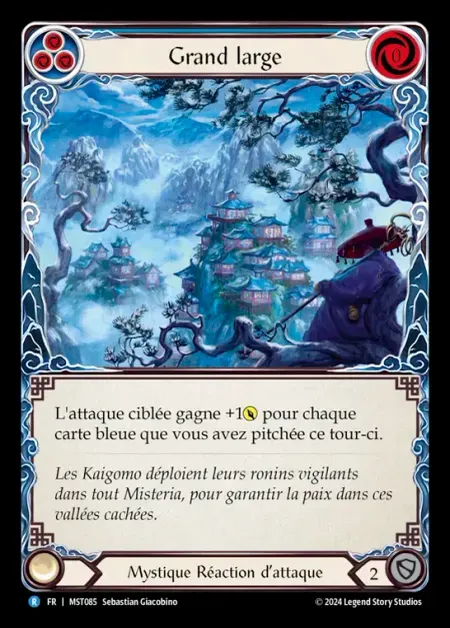 Grand large
0
L'attaque ciblée gagne +1 pour chaque
carte bleue que vous avez pitchée ce tour-ci.
Les Kaigomo déploient leurs ronins vigilants
dans tout Misteria, pour garantir la paix dans ces
vallées cachées.
Mystique Réaction d'attaque
2
R FR | MST085 Sebastian Giacobino
© 2024 Legend Story Studios